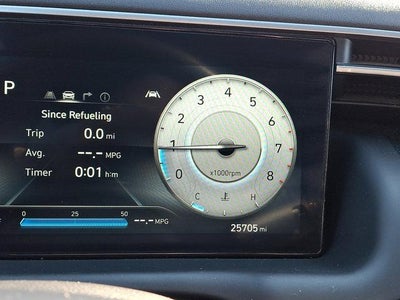 P
Since Refueling
Trip 0.0 mi
Avg. --.- MPG
Timer 0:01 h:m
0 25 50 --.- MPG
0 1 2 3 4 5 6 7 8
x1000rpm
C H
25705 mi